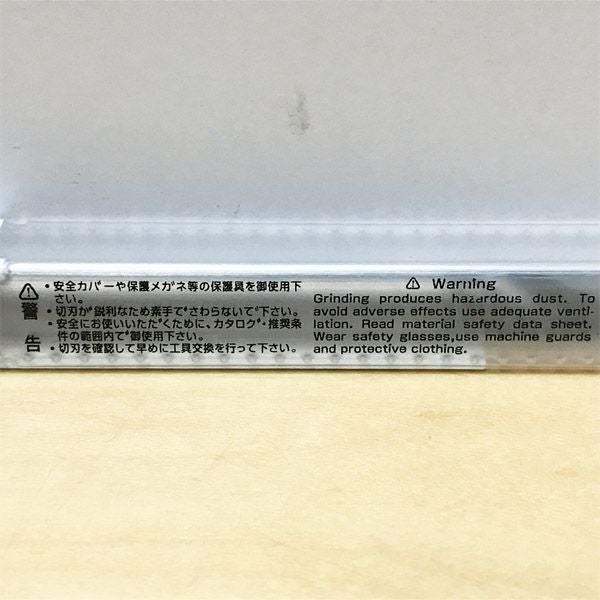 ⚠警告
・安全カバーや保護メガネ等の保護具を御使用下
さい。
・切刃が鋭利なため素手でさわらないで下さい。
・安全にお使いいただくために、カタログ・推奨条
件の範囲内で御使用下さい。
・切刃を確認して早めに工具交換を行って下さい。
⚠ Warning
Grinding produces hazardous dust. To
avoid adverse effects use adequate venti-
lation. Read material safety data sheet.
Wear safety glasses,use machine guards
and protective clothing.